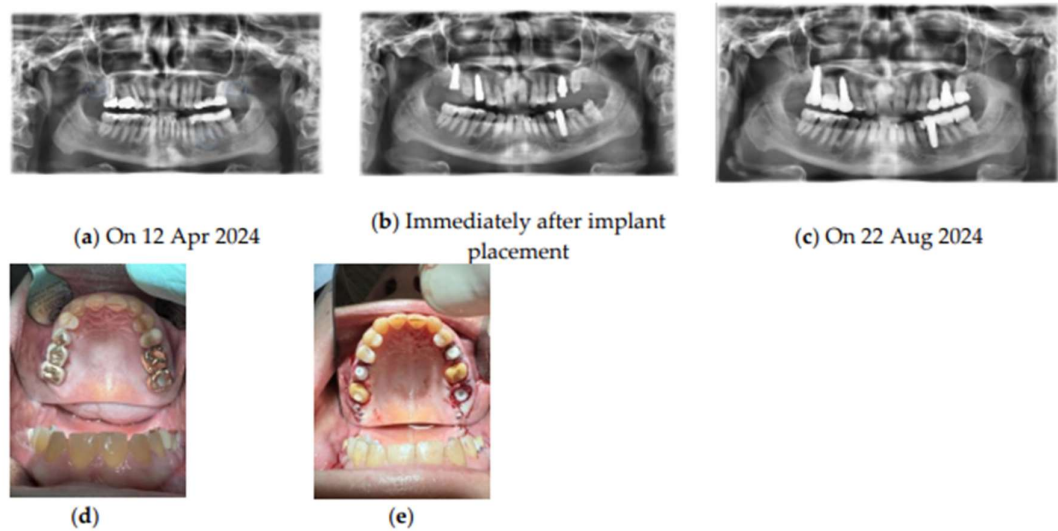 (a) On 12 Apr 2024
(b) Immediately after implant
placement
(c) On 22 Aug 2024
(d)
(e)